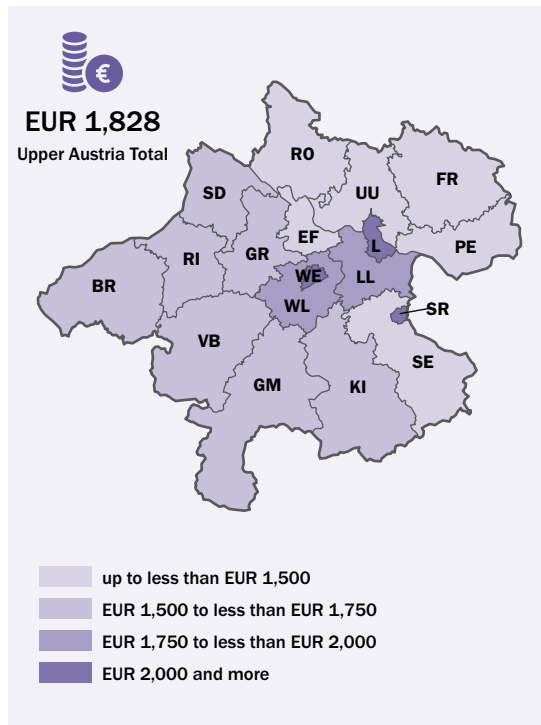 €
EUR 1,828
Upper Austria Total
RO
FR
UU
SD
EF
L
PE
GR
RI
WE
LL
BR
WL
SR
VB
SE
GM
KI
up to less than EUR 1,500
EUR 1,500 to less than EUR 1,750
EUR 1,750 to less than EUR 2,000
EUR 2,000 and more